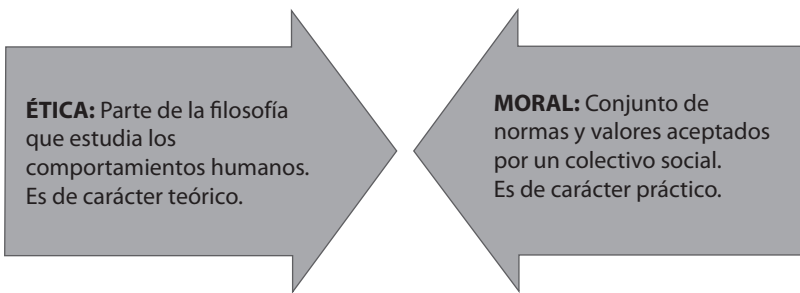 ÉTICA: Parte de la filosofía
que estudia los
comportamientos humanos.
Es de carácter teórico.
MORAL: Conjunto de
normas y valores aceptados
por un colectivo social.
Es de carácter práctico.